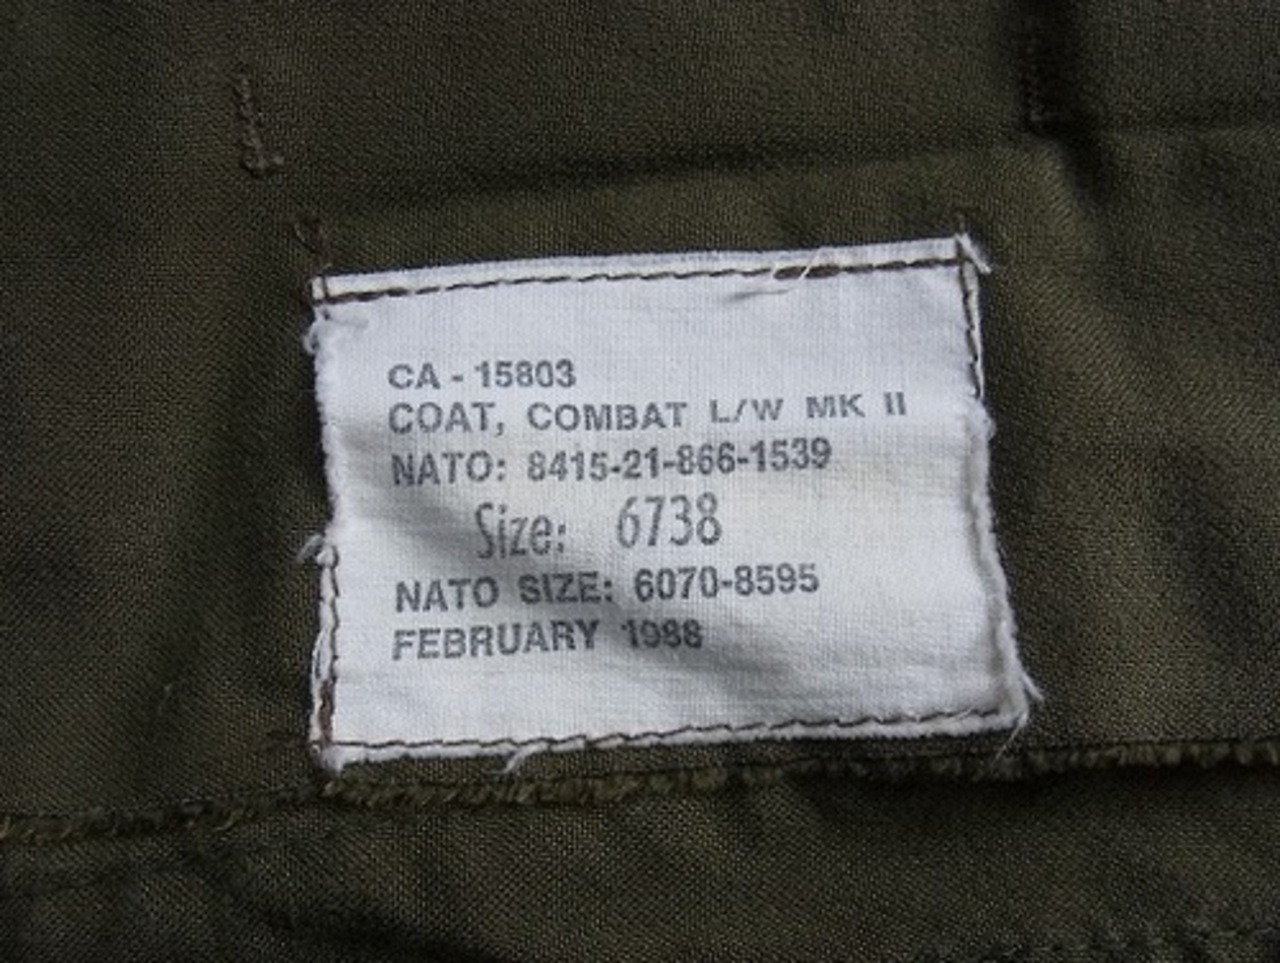 CA - 15803
COAT, COMBAT L/W MK II
NATO: 8415-21-866-1539
Size: 6738
NATO SIZE: 6070-8595
FEBRUARY 1988